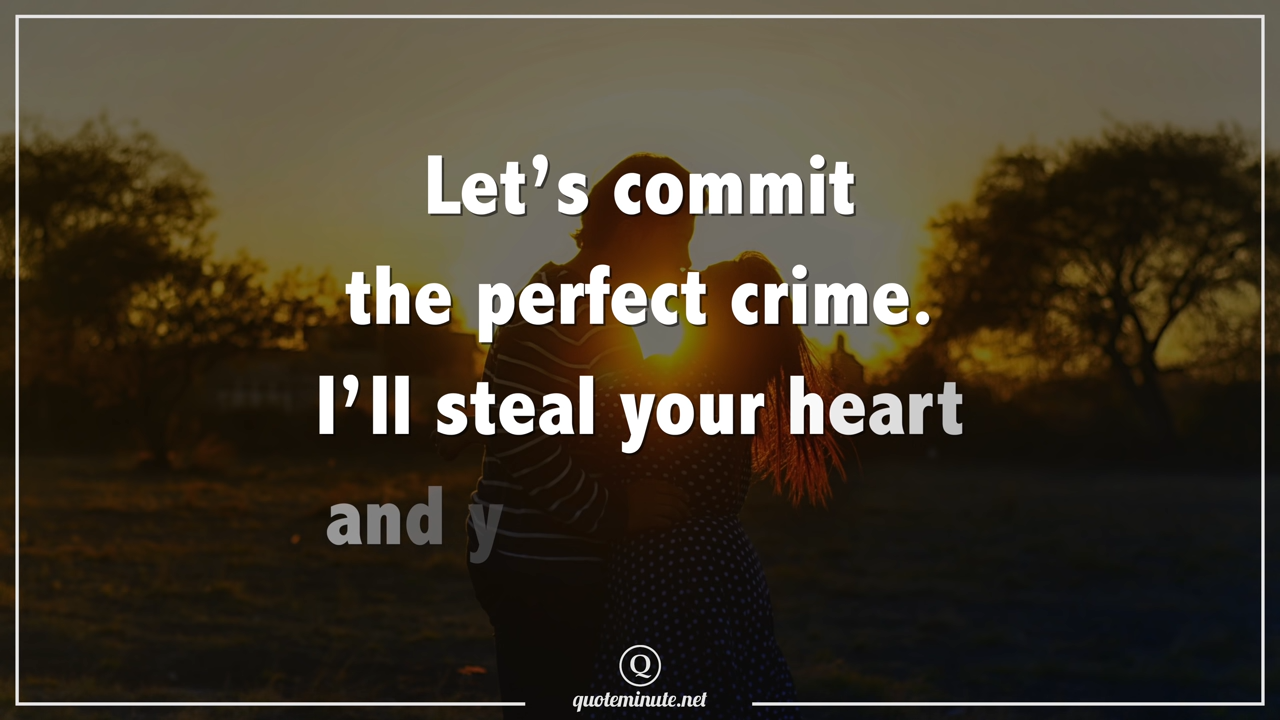 Let’s commit
the perfect crime.
I’ll steal your heart
and y
Q
quoteminute.net